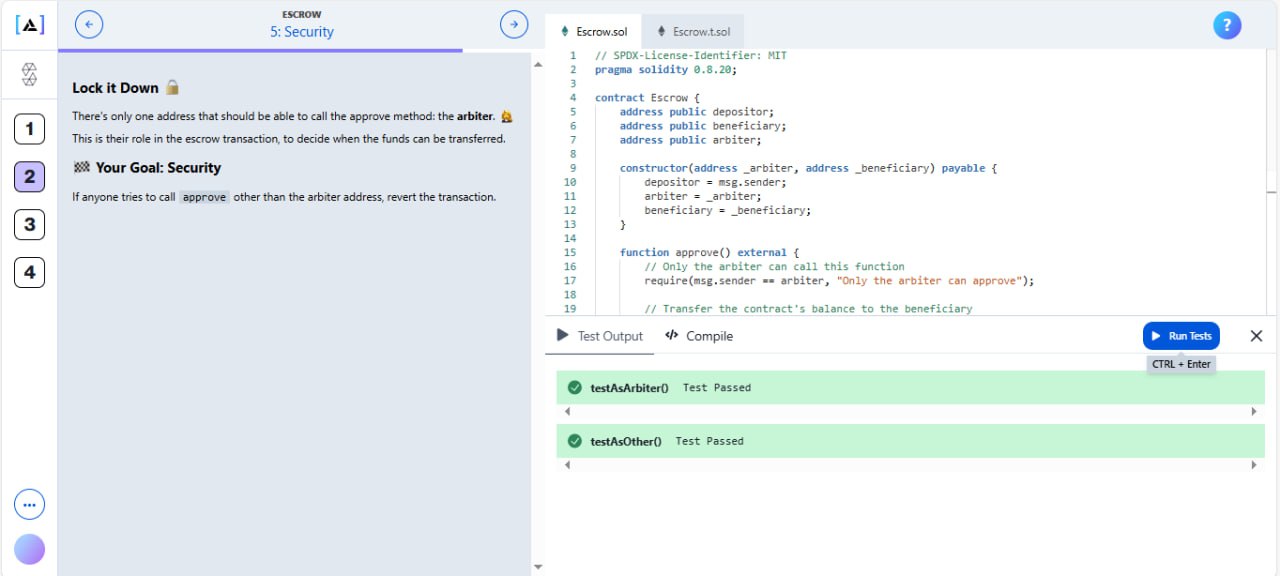 [A]
ESCROW
5: Security
1
2
3
4
Lock it Down 🔒
There's only one address that should be able to call the approve method: the arbiter.
This is their role in the escrow transaction, to decide when the funds can be transferred.
🏁 Your Goal: Security
If anyone tries to call approve other than the arbiter address, revert the transaction.
Escrow.sol
Escrow.t.sol
?
1 // SPDX-License-Identifier: MIT
2 pragma solidity 0.8.20;
3
4 contract Escrow {
5 address public depositor;
6 address public beneficiary;
7 address public arbiter;
8
9 constructor(address _arbiter, address _beneficiary) payable {
10 depositor = msg.sender;
11 arbiter = _arbiter;
12 beneficiary = _beneficiary;
13 }
14
15 function approve() external {
16 // Only the arbiter can call this function
17 require(msg.sender == arbiter, "Only the arbiter can approve");
18
19 // Transfer the contract's balance to the beneficiary
Test Output
</> Compile
Run Tests
CTRL + Enter
testAsArbiter() Test Passed
testAsOther() Test Passed